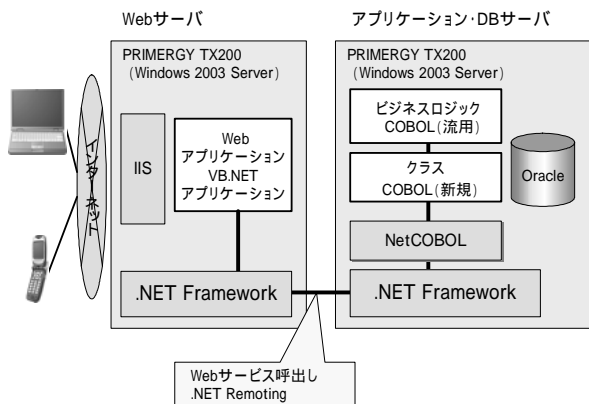 Webサーバ
アプリケーション・DBサーバ
PRIMERGY TX200
(Windows 2003 Server)
PRIMERGY TX200
(Windows 2003 Server)
インターネット
IIS
Web
アプリケーション
VB.NET
アプリケーション
ビジネスロジック
COBOL(流用)
クラス
COBOL(新規)
Oracle
NetCOBOL
.NET Framework
.NET Framework
Webサービス呼出し
.NET Remoting